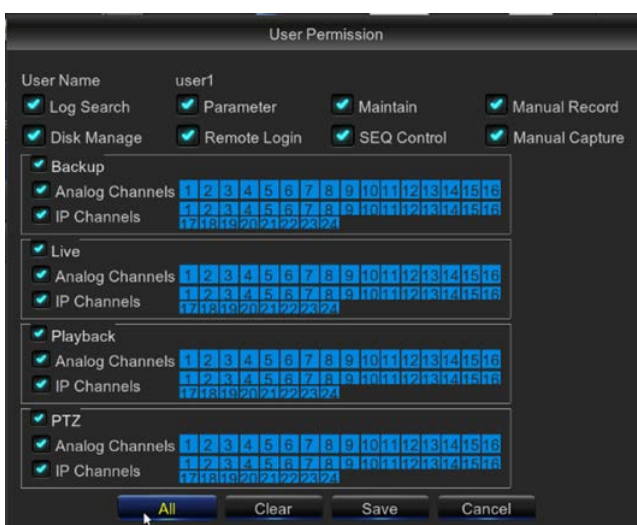 User Permission
User Name user1
Log Search Parameter Maintain Manual Record
Disk Manage Remote Login SEQ Control Manual Capture
Backup
Analog Channels 1 2 3 4 5 6 7 8 9 10 11 12 13 14 15 16
IP Channels 1 2 3 4 5 6 7 8 9 10 11 12 13 14 15 16
17 18 19 20 21 22 23 24
Live
Analog Channels 1 2 3 4 5 6 7 8 9 10 11 12 13 14 15 16
IP Channels 1 2 3 4 5 6 7 8 9 10 11 12 13 14 15 16
17 18 19 20 21 22 23 24
Playback
Analog Channels 1 2 3 4 5 6 7 8 9 10 11 12 13 14 15 16
IP Channels 1 2 3 4 5 6 7 8 9 10 11 12 13 14 15 16
17 18 19 20 21 22 23 24
PTZ
Analog Channels 1 2 3 4 5 6 7 8 9 10 11 12 13 14 15 16
IP Channels 1 2 3 4 5 6 7 8 9 10 11 12 13 14 15 16
17 18 19 20 21 22 23 24
All Clear Save Cancel